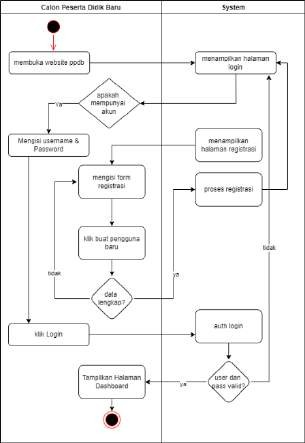 Calon Peserta Didik Baru
System
membuka website ppdb
menampilkan halaman
login
apakah
mempunyai
akun
ya
Mengisi username &
Password
menampilkan
halaman registrasi
mengisi form
registrasi
proses registrasi
klik buat pengguna
baru
tidak
tidak
data
lengkap?
ya
klik Login
auth login
Tampilkan Halaman
Dashboard
ya
user dan
pass valid?